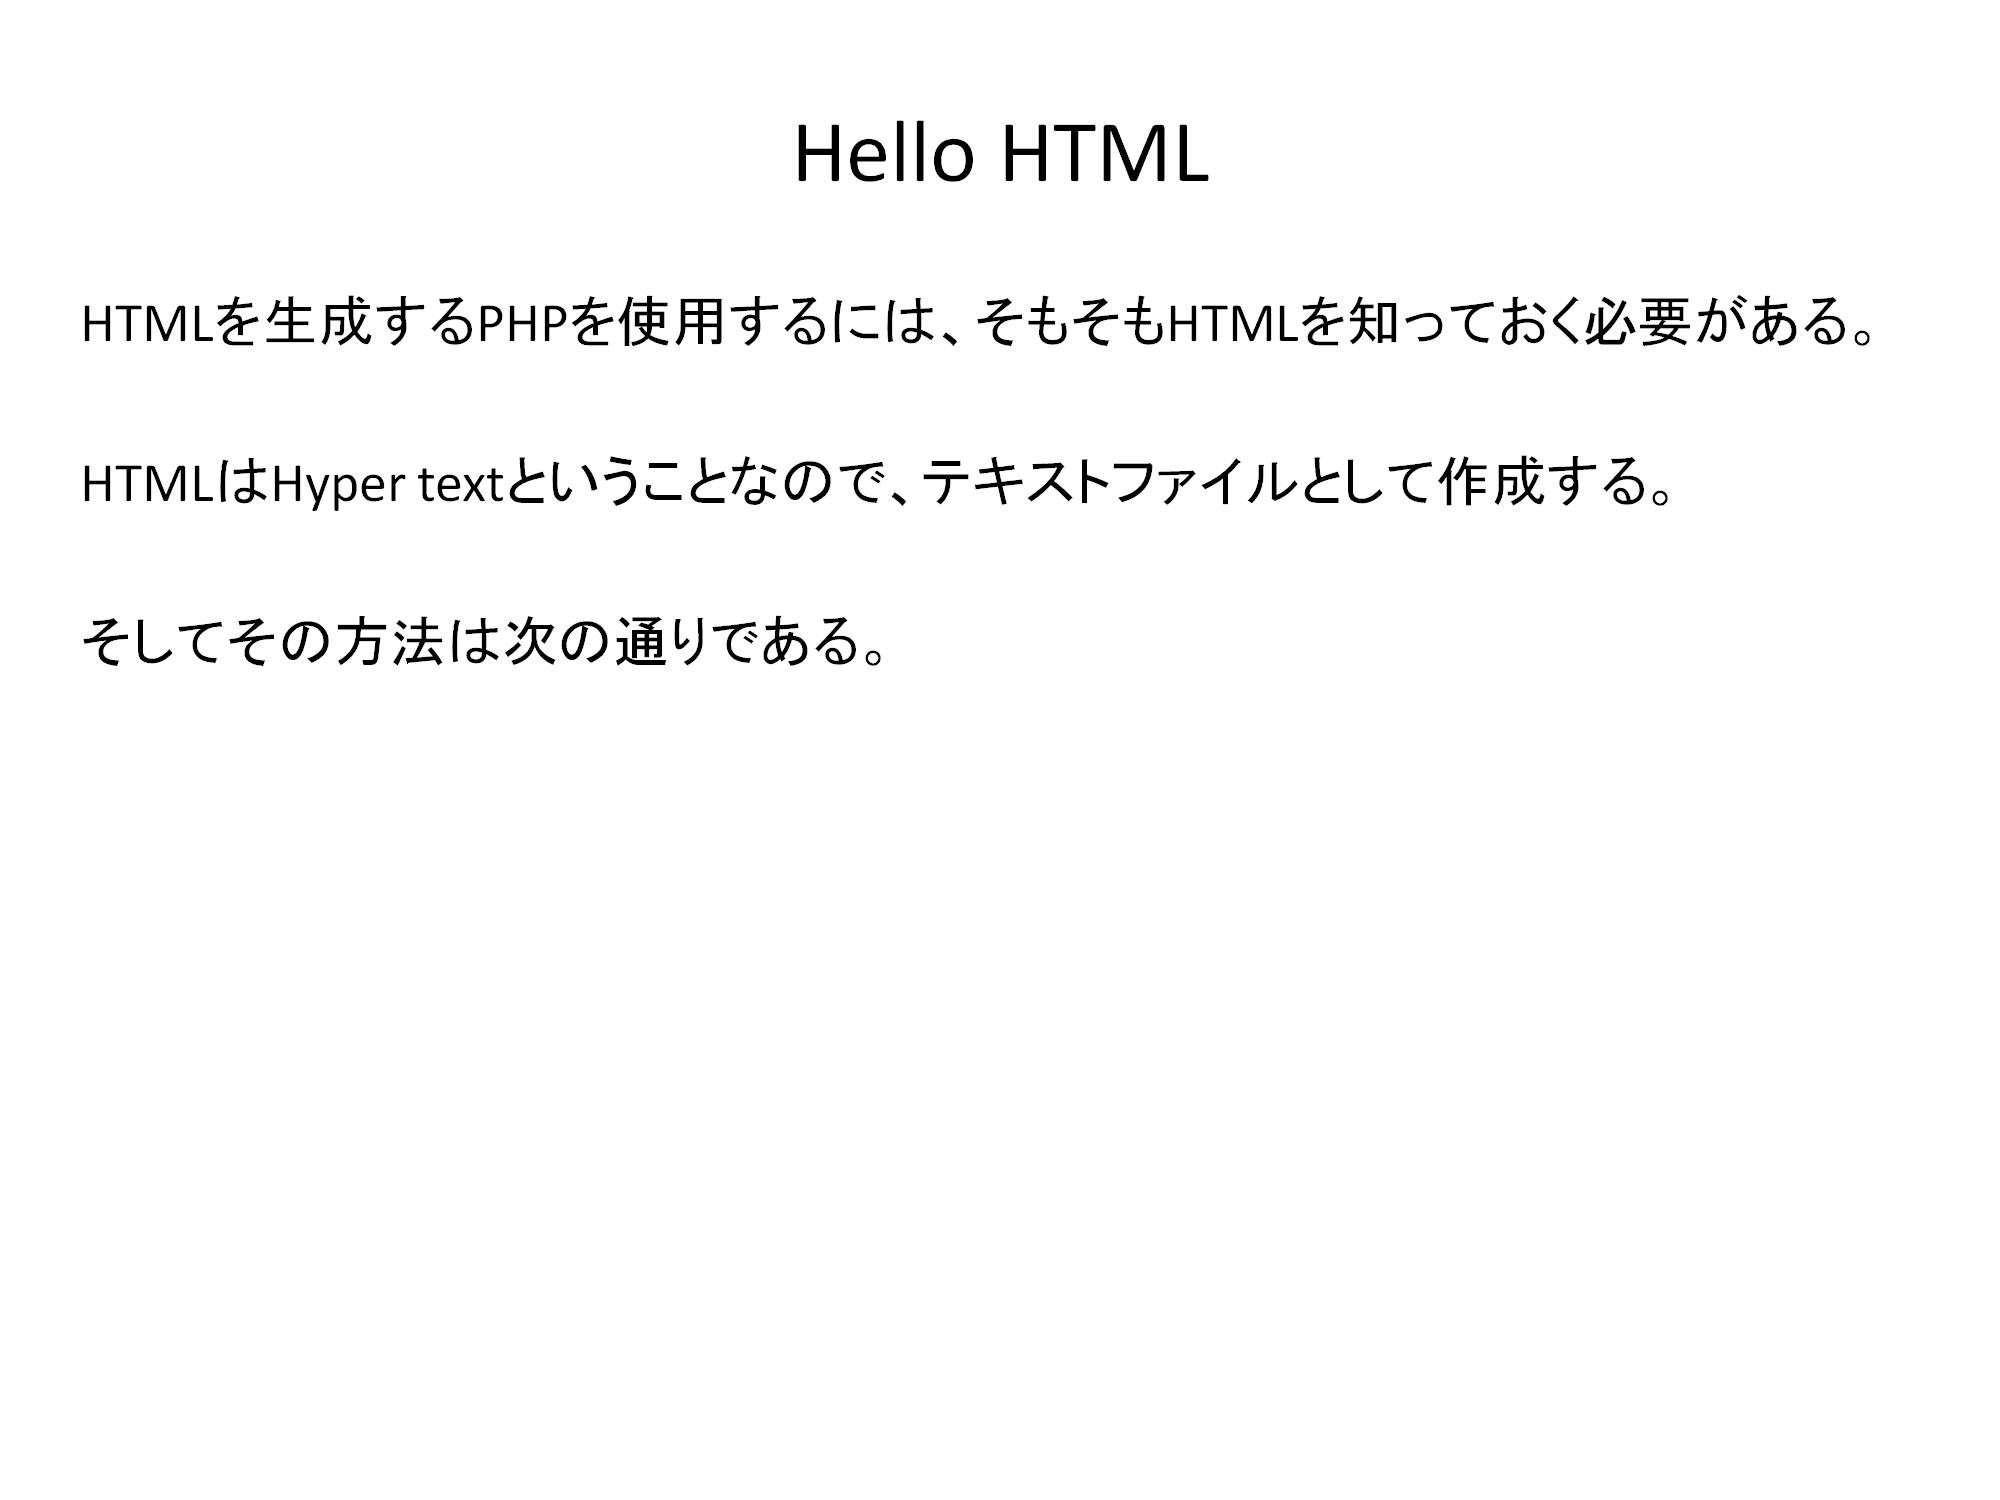 Hello HTML
HTMLを生成するPHPを使用するには、そもそもHTMLを知っておく必要がある。
HTMLはHyper textということなので、テキストファイルとして作成する。
そしてその方法は次の通りである。